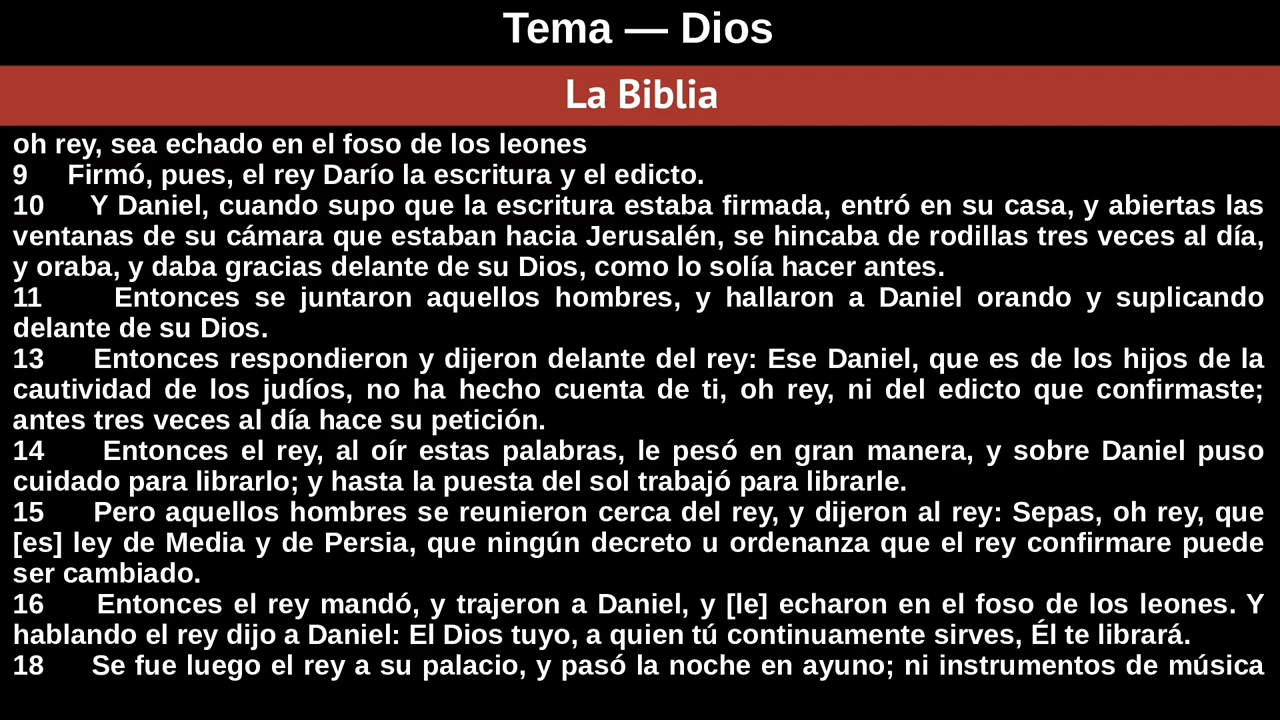 Tema — Dios
La Biblia
oh rey, sea echado en el foso de los leones
9 Firmó, pues, el rey Darío la escritura y el edicto.
10 Y Daniel, cuando supo que la escritura estaba firmada, entró en su casa, y abiertas las
ventanas de su cámara que estaban hacia Jerusalén, se hincaba de rodillas tres veces al día,
y oraba, y daba gracias delante de su Dios, como lo solía hacer antes.
11 Entonces se juntaron aquellos hombres, y hallaron a Daniel orando y suplicando
delante de su Dios.
13 Entonces respondieron y dijeron delante del rey: Ese Daniel, que es de los hijos de la
cautividad de los judíos, no ha hecho cuenta de ti, oh rey, ni del edicto que confirmaste;
antes tres veces al día hace su petición.
14 Entonces el rey, al oír estas palabras, le pesó en gran manera, y sobre Daniel puso
cuidado para librarlo; y hasta la puesta del sol trabajó para librarle.
15 Pero aquellos hombres se reunieron cerca del rey, y dijeron al rey: Sepas, oh rey, que
[es] ley de Media y de Persia, que ningún decreto u ordenanza que el rey confirmare puede
ser cambiado.
16 Entonces el rey mandó, y trajeron a Daniel, y [le] echaron en el foso de los leones. Y
hablando el rey dijo a Daniel: El Dios tuyo, a quien tú continuamente sirves, Él te librará.
18 Se fue luego el rey a su palacio, y pasó la noche en ayuno; ni instrumentos de música